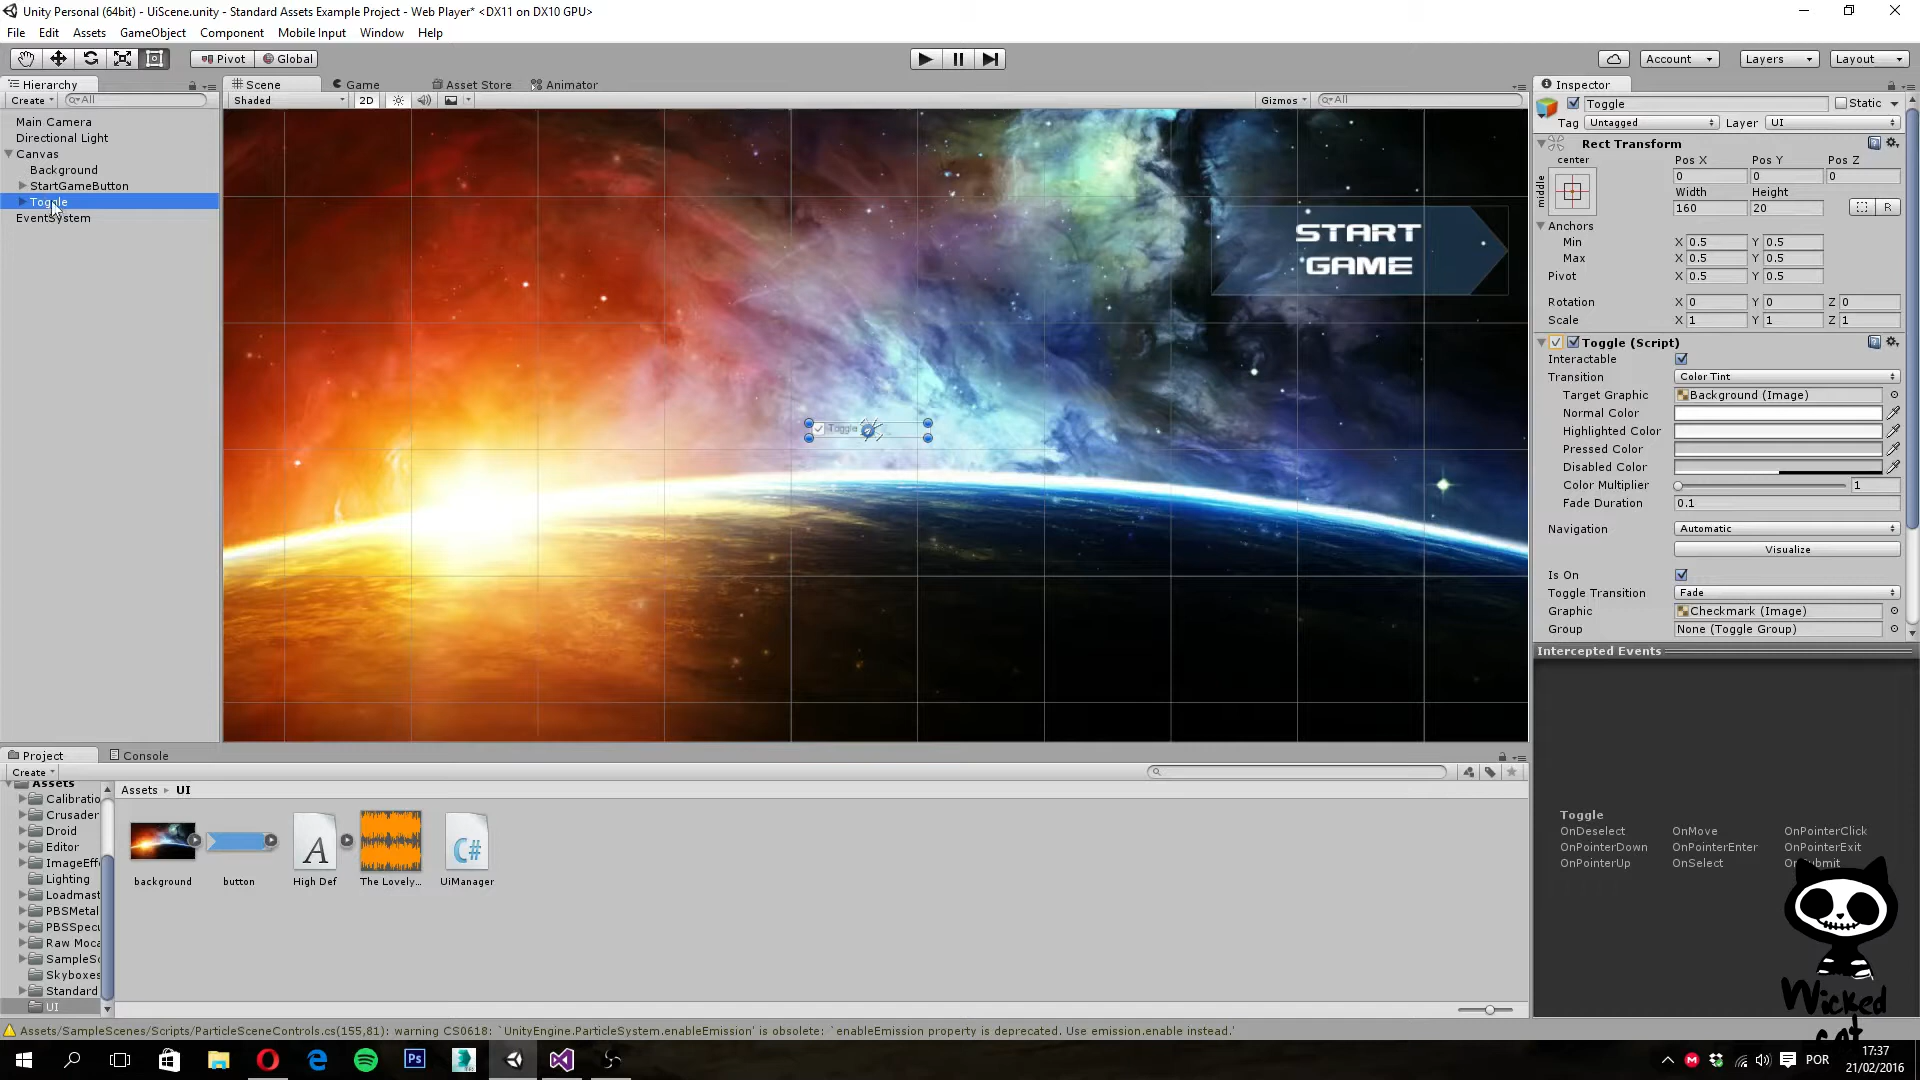 Unity Personal (64bit) - UiScene.unity - Standard Assets Example Project - Web Player* <DX11 on DX10 GPU>
File Edit Assets GameObject Component Mobile Input Window Help
Pivot Global Account Layers Layout
Hierarchy Scene Game Asset Store Animator Inspector
Create All Shaded 2D Gizmos All
Toggle Static
Tag Untagged Layer UI
Main Camera
Directional Light
Canvas
Background
StartGameButton
Toggle
EventSystem
START
GAME
Toggle
Rect Transform
center Pos X Pos Y Pos Z
middle
0 0 0
Width Height
160 20 R
Anchors
Min X 0.5 Y 0.5
Max X 0.5 Y 0.5
Pivot X 0.5 Y 0.5
Rotation X 0 Y 0 Z 0
Scale X 1 Y 1 Z 1
Toggle (Script)
Interactable
Transition Color Tint
Target Graphic Background (Image)
Normal Color
Highlighted Color
Pressed Color
Disabled Color
Color Multiplier 1
Fade Duration 0.1
Navigation Automatic
Visualize
Is On
Toggle Transition Fade
Graphic Checkmark (Image)
Group None (Toggle Group)
Intercepted Events
Toggle
OnDeselect OnMove OnPointerClick
OnPointerDown OnPointerEnter OnPointerExit
OnPointerUp OnSelect
Project Console
Create
Assets
Calibratio
Crusader
Droid
Editor
ImageEffe
Lighting
Loadmast
PBSMetal
PBSSpecu
Raw Moca
SampleSc
Skyboxes
Standard
UI
Assets UI
A C#
background button High Def The Lovely... UiManager
Wicked
cat
Assets/SampleScenes/Scripts/ParticleSceneControls.cs(155,81): warning CS0618: `UnityEngine.ParticleSystem.enableEmission' is obsolete: `enableEmission property is deprecated. Use emission.enable instead.'
Ps
POR
17:37
21/02/2016